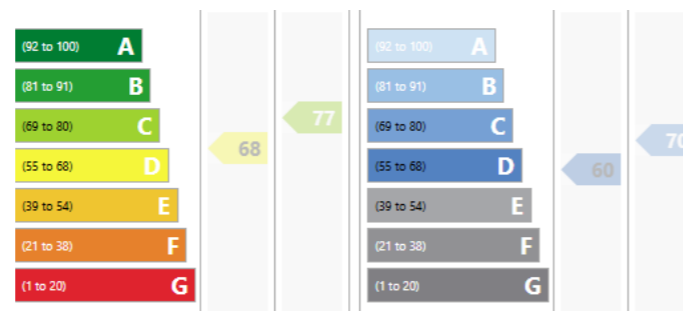 (92 to 100) A
(81 to 91) B
(69 to 80) C
(55 to 68) D
(39 to 54) E
(21 to 38) F
(1 to 20) G
68
77
(92 to 100) A
(81 to 91) B
(69 to 80) C
(55 to 68) D
(39 to 54) E
(21 to 38) F
(1 to 20) G
60
70